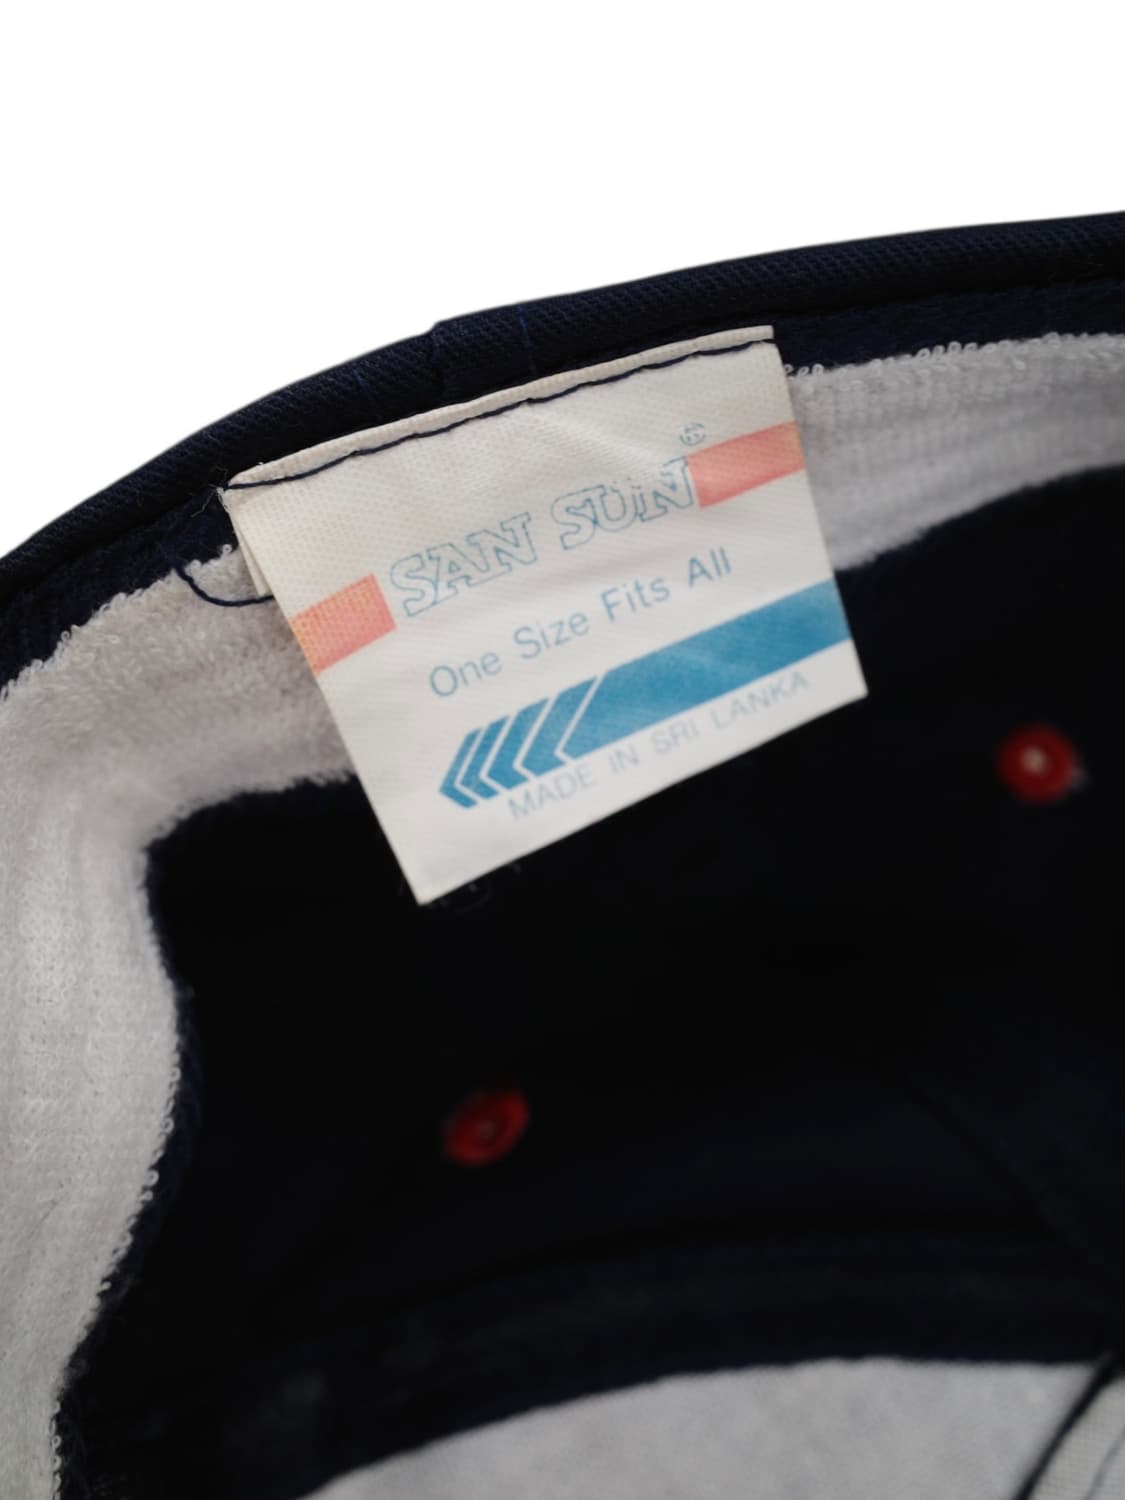 SAN SUN®
One Size Fits All
MADE IN SRI LANKA